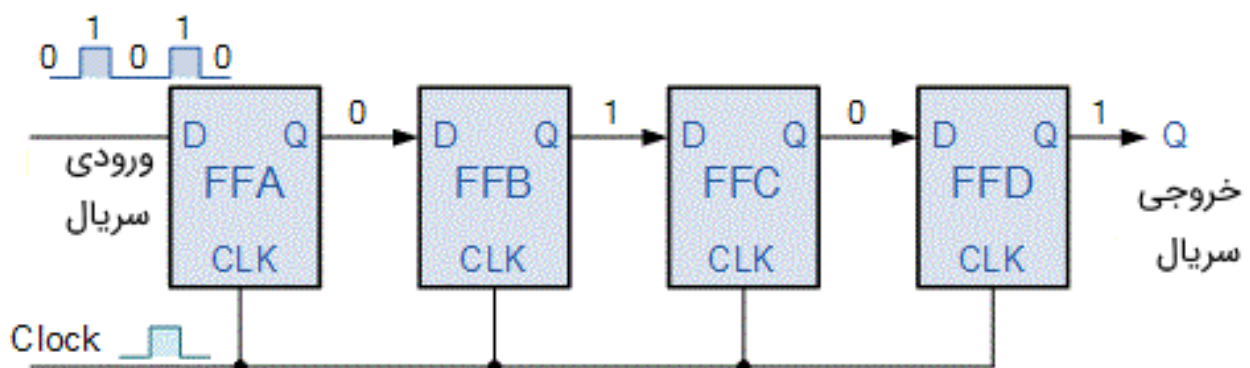 1 1
0 0 0
0 1 0 1
D Q D Q D Q D Q Q
ورودی
سریال
FFA FFB FFC FFD
خروجی
سریال
CLK CLK CLK CLK
Clock